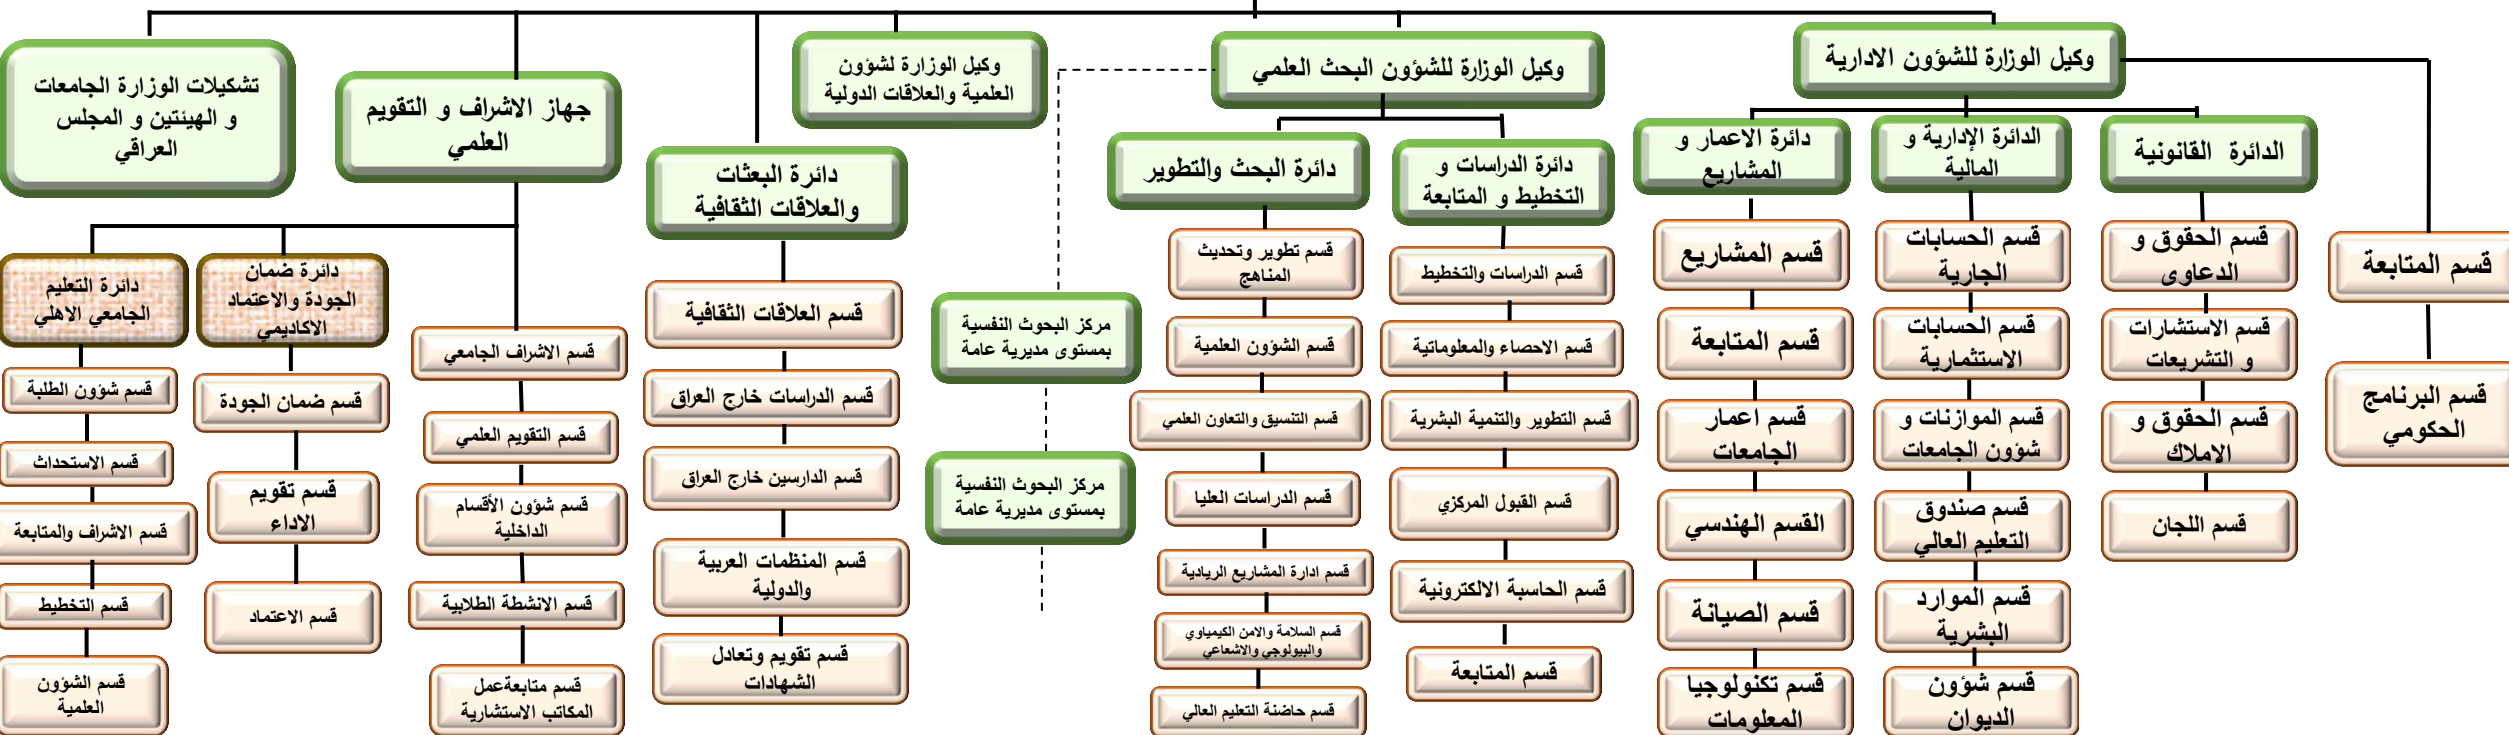 وكيل الوزارة للشؤون الادارية
وكيل الوزارة للشؤون البحث العلمي
وكيل الوزارة لشؤون
العلمية والعلاقات الدولية
جهاز الاشراف و التقويم
العلمي
تشكيلات الوزارة الجامعات
و الهيئتين و المجلس
العراقي
قسم المتابعة
قسم البرنامج
الحكومي
الدائرة القانونية
قسم الحقوق و
الدعاوى
قسم الاستشارات
و التشريعات
قسم الحقوق و
الاملاك
قسم اللجان
الدائرة الإدارية و
المالية
قسم الحسابات
الجارية
قسم الحسابات
الاستثمارية
قسم الموازنات و
شؤون الجامعات
قسم صندوق
التعليم العالي
قسم الموارد
البشرية
قسم شؤون
الديوان
دائرة الاعمار و
المشاريع
قسم المشاريع
قسم المتابعة
قسم اعمار
الجامعات
القسم الهندسي
قسم الصيانة
قسم تكنولوجيا
المعلومات
دائرة الدراسات و
التخطيط و المتابعة
قسم الدراسات والتخطيط
قسم الاحصاء والمعلوماتية
قسم التطوير والتنمية البشرية
قسم القبول المركزي
قسم الحاسبة الالكترونية
قسم المتابعة
دائرة البحث والتطوير
قسم تطوير وتحديث
المناهج
قسم الشؤون العلمية
قسم التنسيق والتعاون العلمي
قسم الدراسات العليا
قسم ادارة المشاريع الريادية
قسم السلامة والامن الكيمياوي
والبيولوجي والاشعاعي
قسم حاضنة التعليم العالي
مركز البحوث النفسية
بمستوى مديرية عامة
مركز البحوث النفسية
بمستوى مديرية عامة
دائرة البعثات
والعلاقات الثقافية
قسم العلاقات الثقافية
قسم الدراسات خارج العراق
قسم الدارسين خارج العراق
قسم المنظمات العربية
والدولية
قسم تقويم وتعادل
الشهادات
قسم الاشراف الجامعي
قسم التقويم العلمي
قسم شؤون الأقسام
الداخلية
قسم الانشطة الطلابية
قسم متابعةعمل
المكاتب الاستشارية
دائرة ضمان
الجودة والاعتماد
الاكاديمي
قسم ضمان الجودة
قسم تقويم
الاداء
قسم الاعتماد
دائرة التعليم
الجامعي الاهلي
قسم شؤون الطلبة
قسم الاستحداث
قسم الاشراف والمتابعة
قسم التخطيط
قسم الشؤون
العلمية